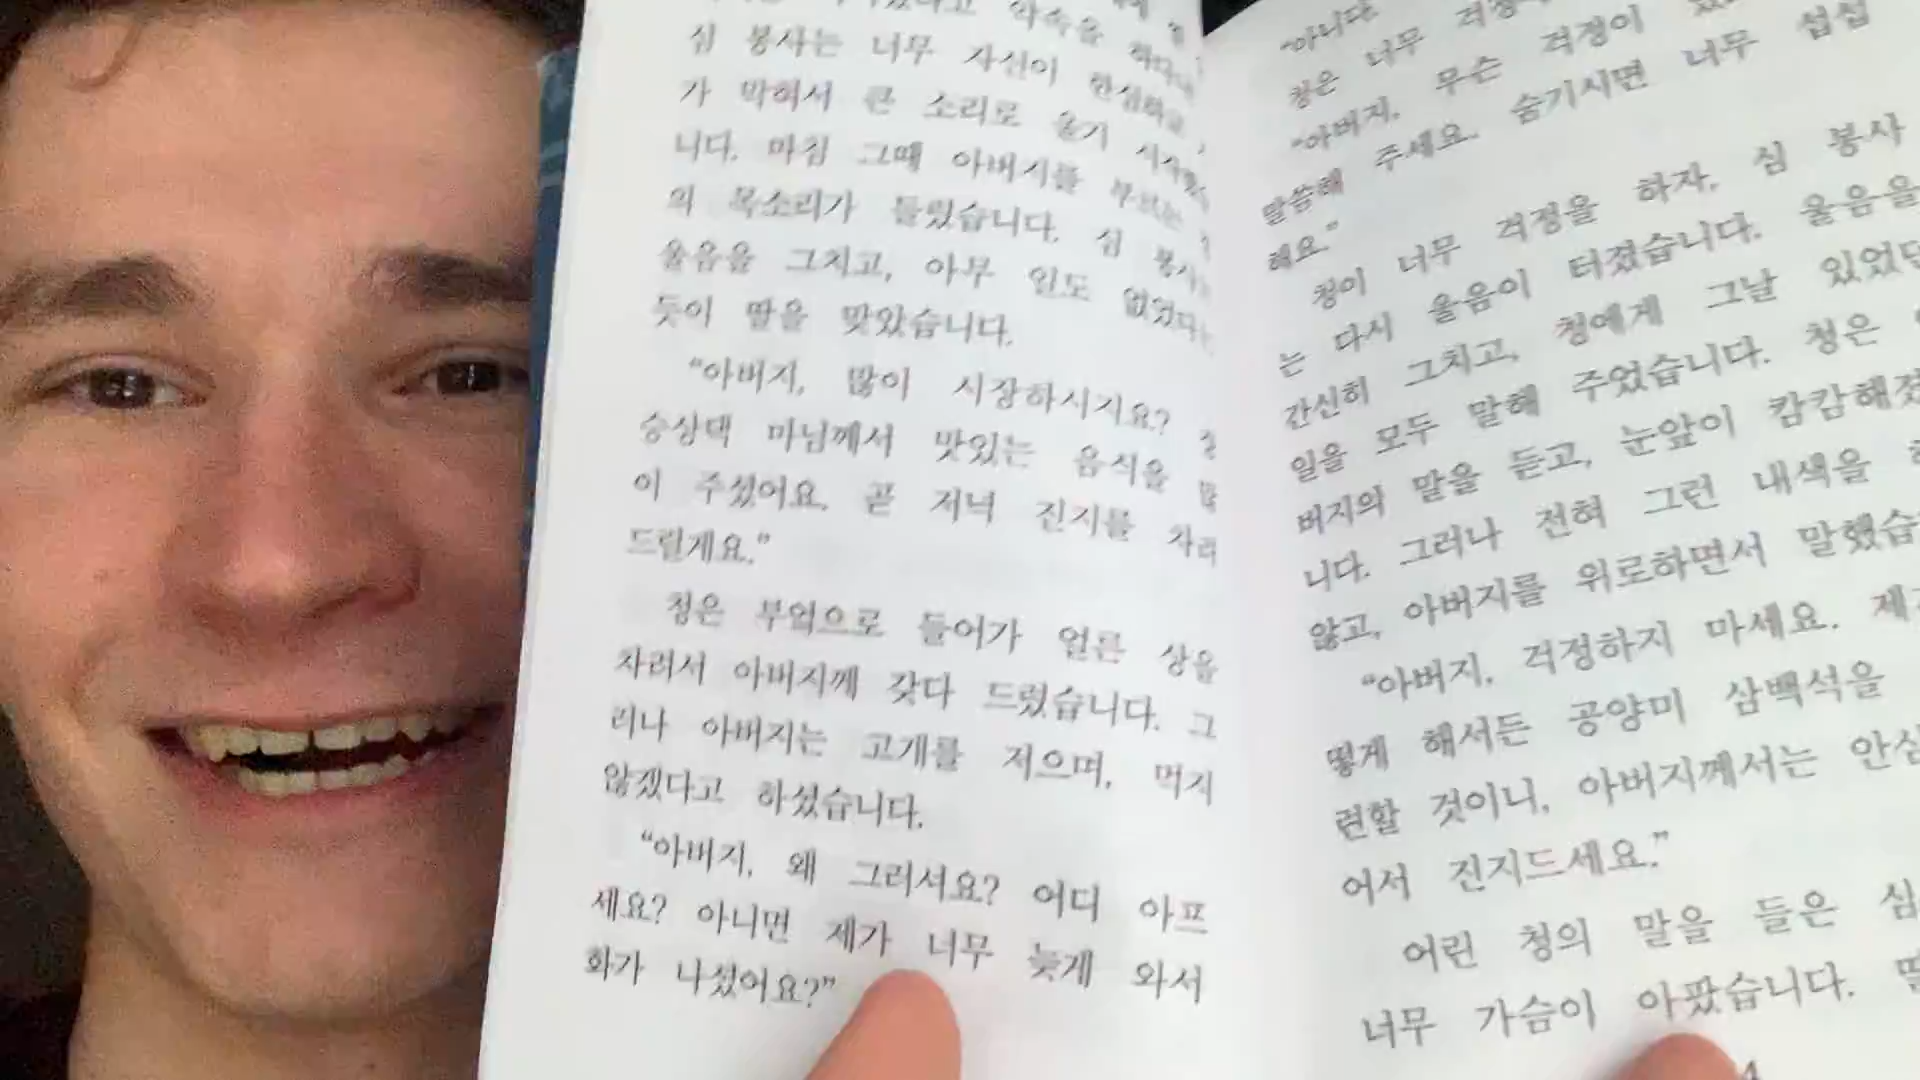 심 봉사는 너무 자신이 한심하고
가 막혀서 큰 소리로 울기 시작했
니다. 마침 그때 아버지를 부르는
의 목소리가 들렸습니다. 심 봉사는
울음을 그치고, 아무 일도 없었다는
듯이 딸을 맞았습니다.
“아버지, 많이 시장하시지요?
승상댁 마님께서 맛있는 음식을
이 주셨어요. 곧 저녁 진지를 차려
드릴게요.”
청은 부엌으로 들어가 얼른 상을
차려서 아버지께 갖다 드렸습니다. 그
러나 아버지는 고개를 저으며, 먹지
않겠다고 하셨습니다.
“아버지, 왜 그러셔요? 어디 아프
세요? 아니면 제가 너무 늦게 와서
화가 나셨어요?”
“아니다.
청은 너무 걱정이
“아버지, 무슨 걱정이
말씀해 주세요. 숨기시면 너무 섭섭
해요.”
청이 너무 걱정을 하자, 심 봉사
는 다시 울음이 터졌습니다. 울음을
간신히 그치고, 청에게 그날 있었던
일을 모두 말해 주었습니다. 청은
버지의 말을 듣고, 눈앞이 캄캄해졌
니다. 그러나 전혀 그런 내색을
않고, 아버지를 위로하면서 말했습
“아버지, 걱정하지 마세요. 제가
떻게 해서든 공양미 삼백석을
련할 것이니, 아버지께서는 안심
어서 진지드세요.”
어린 청의 말을 들은 심
너무 가슴이 아팠습니다.